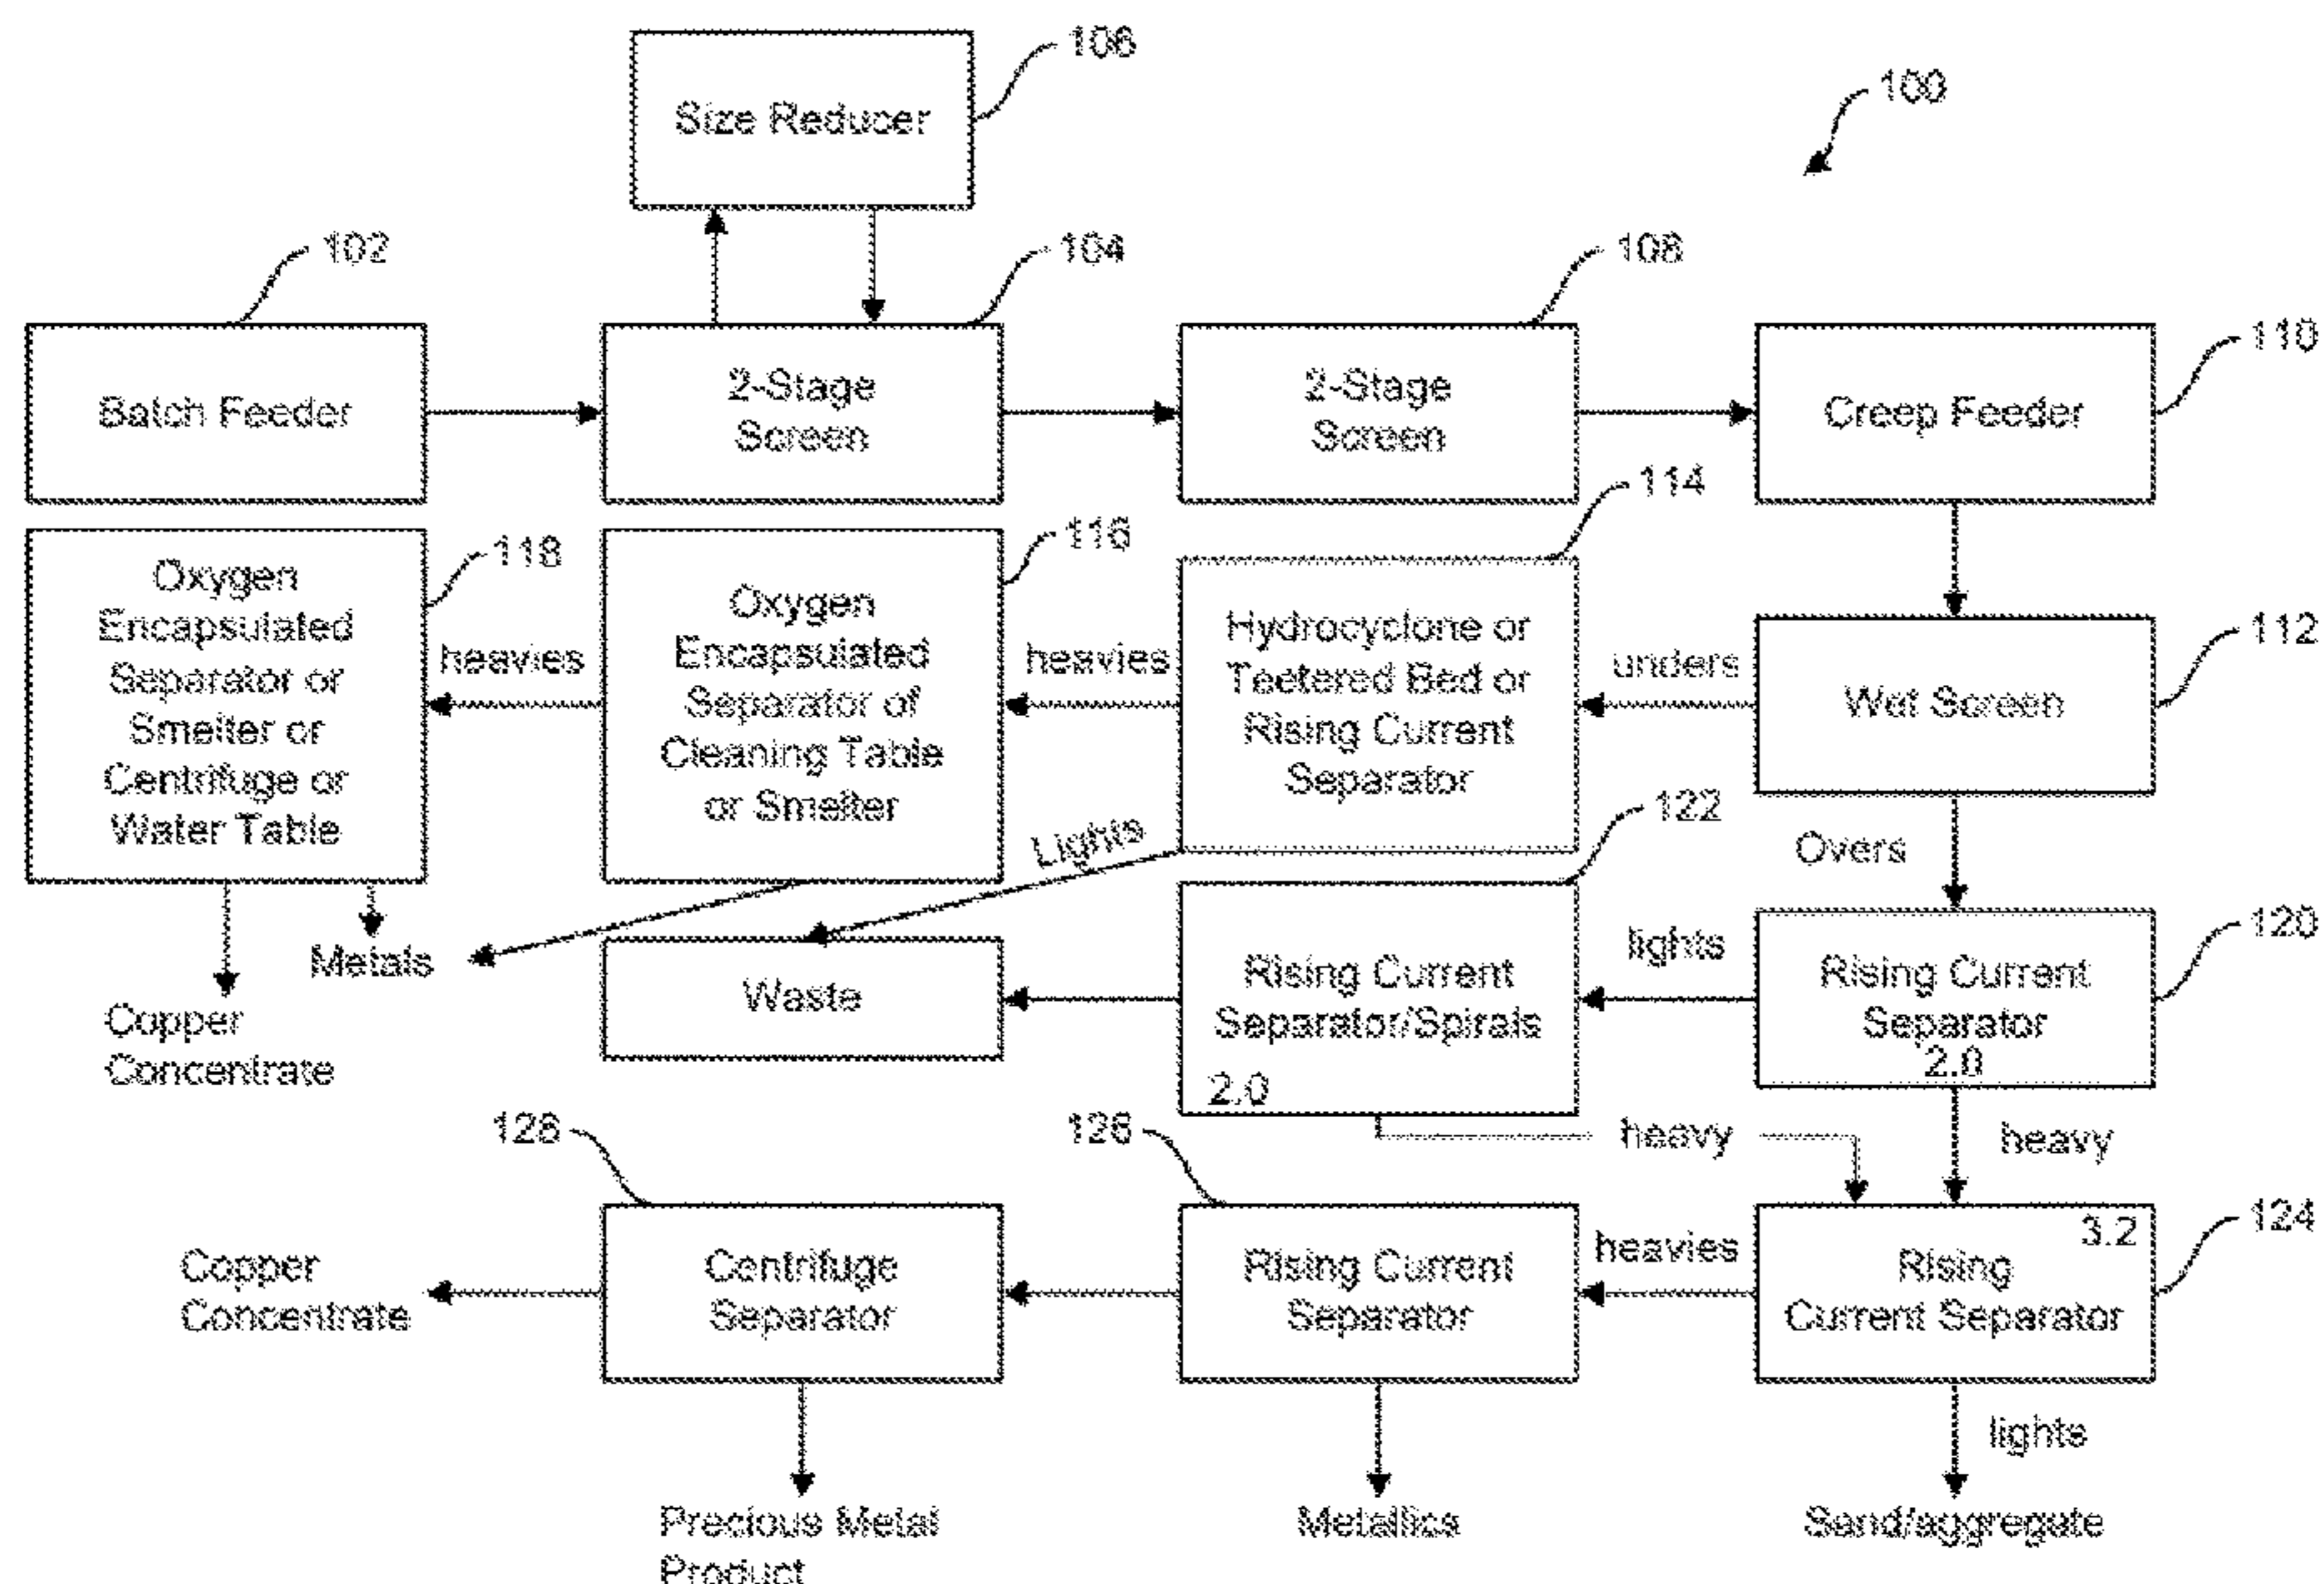 106
Size Reducer
100
102
104
108
Batch Feeder
2-Stage
Screen
2-Stage
Screen
Creep Feeder
110
118
116
114
Oxygen
Encapsulated
Separator or
Smelter or
Centrifuge or
Water Table
heavies
Oxygen
Encapsulated
Separator of
Cleaning Table
or Smelter
heavies
Hydrocyclone or
Teetered Bed or
Rising Current
Separator
unders
Wet Screen
112
Lights
122
Overs
Metals
Copper
Concentrate
Waste
Rising Current
Separator/Spirals
2.0
lights
Rising Current
Separator
2.0
120
heavy
heavy
128
126
Copper
Concentrate
Centrifuge
Separator
Rising Current
Separator
heavies
3.2
Rising
Current Separator
124
lights
Precious Metal
Product
Metallics
Sand/aggregate